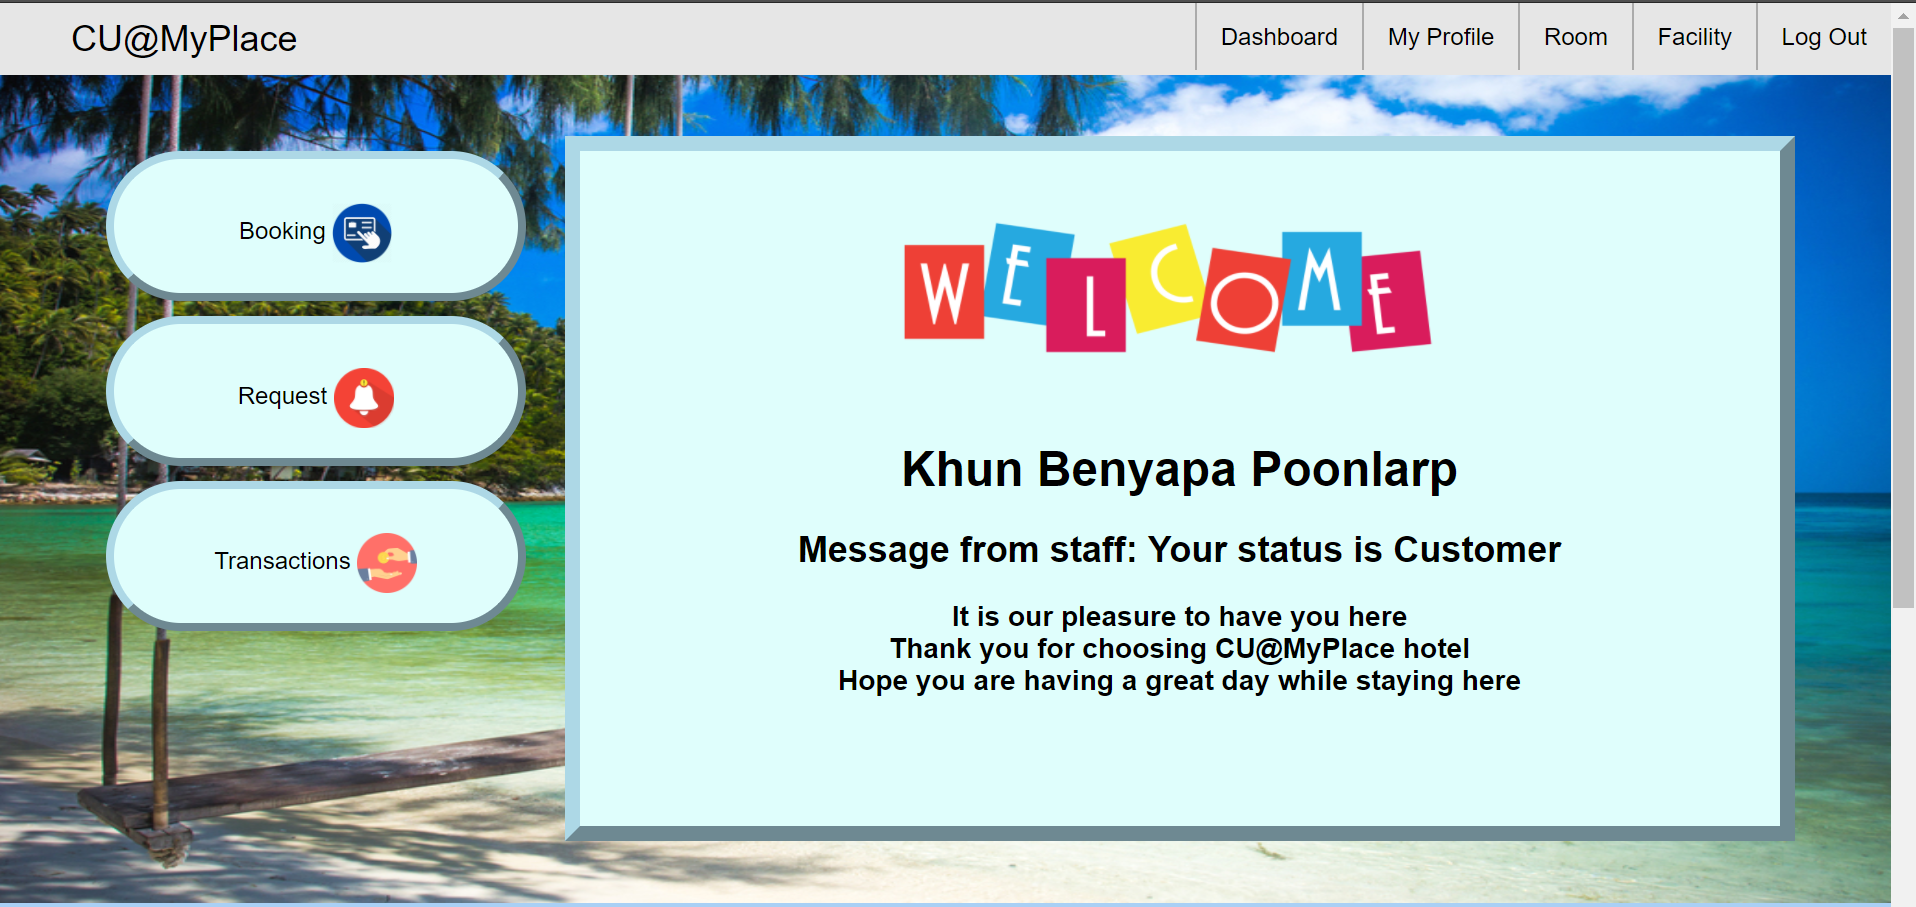 CU@MyPlace
Dashboard
My Profile
Room
Facility
Log Out
Booking
Request
Transactions
WELCOME
Khun Benyapa Poonlarp
Message from staff: Your status is Customer
It is our pleasure to have you here
Thank you for choosing CU@MyPlace hotel
Hope you are having a great day while staying here